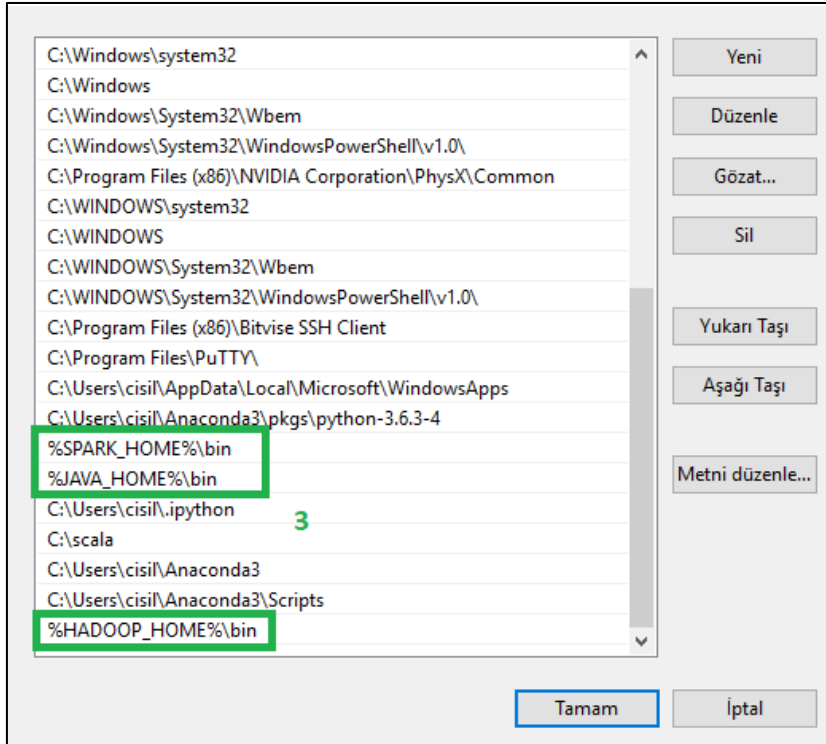 C:\Windows\system32
C:\Windows
C:\Windows\System32\Wbem
C:\Windows\System32\WindowsPowerShell\v1.0\
C:\Program Files (x86)\NVIDIA Corporation\PhysX\Common
C:\WINDOWS\system32
C:\WINDOWS
C:\WINDOWS\System32\Wbem
C:\WINDOWS\System32\WindowsPowerShell\v1.0\
C:\Program Files (x86)\Bitvise SSH Client
C:\Program Files\PuTTY\
C:\Users\cisil\AppData\Local\Microsoft\WindowsApps
C:\Users\cisil\Anaconda3\pkgs\python-3.6.3-4
%SPARK_HOME%\bin
%JAVA_HOME%\bin
C:\Users\cisil\.ipython
3
C:\scala
C:\Users\cisil\Anaconda3
C:\Users\cisil\Anaconda3\Scripts
%HADOOP_HOME%\bin
Yeni
Düzenle
Gözat...
Sil
Yukarı Taşı
Aşağı Taşı
Metni düzenle...
Tamam
İptal